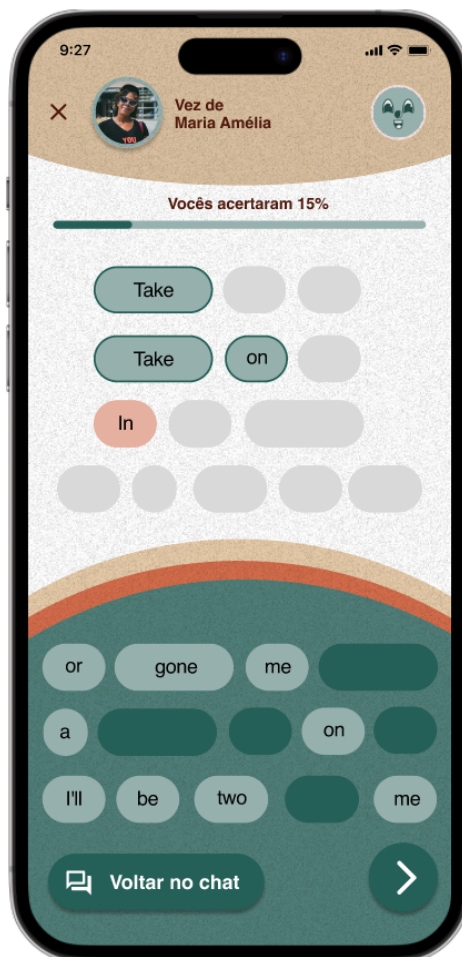 9:27
Vez de
Maria Amélia
YOU
Vocês acertaram 15%
Take
Take on
In
or gone me
a on
I'll be two me
Voltar no chat